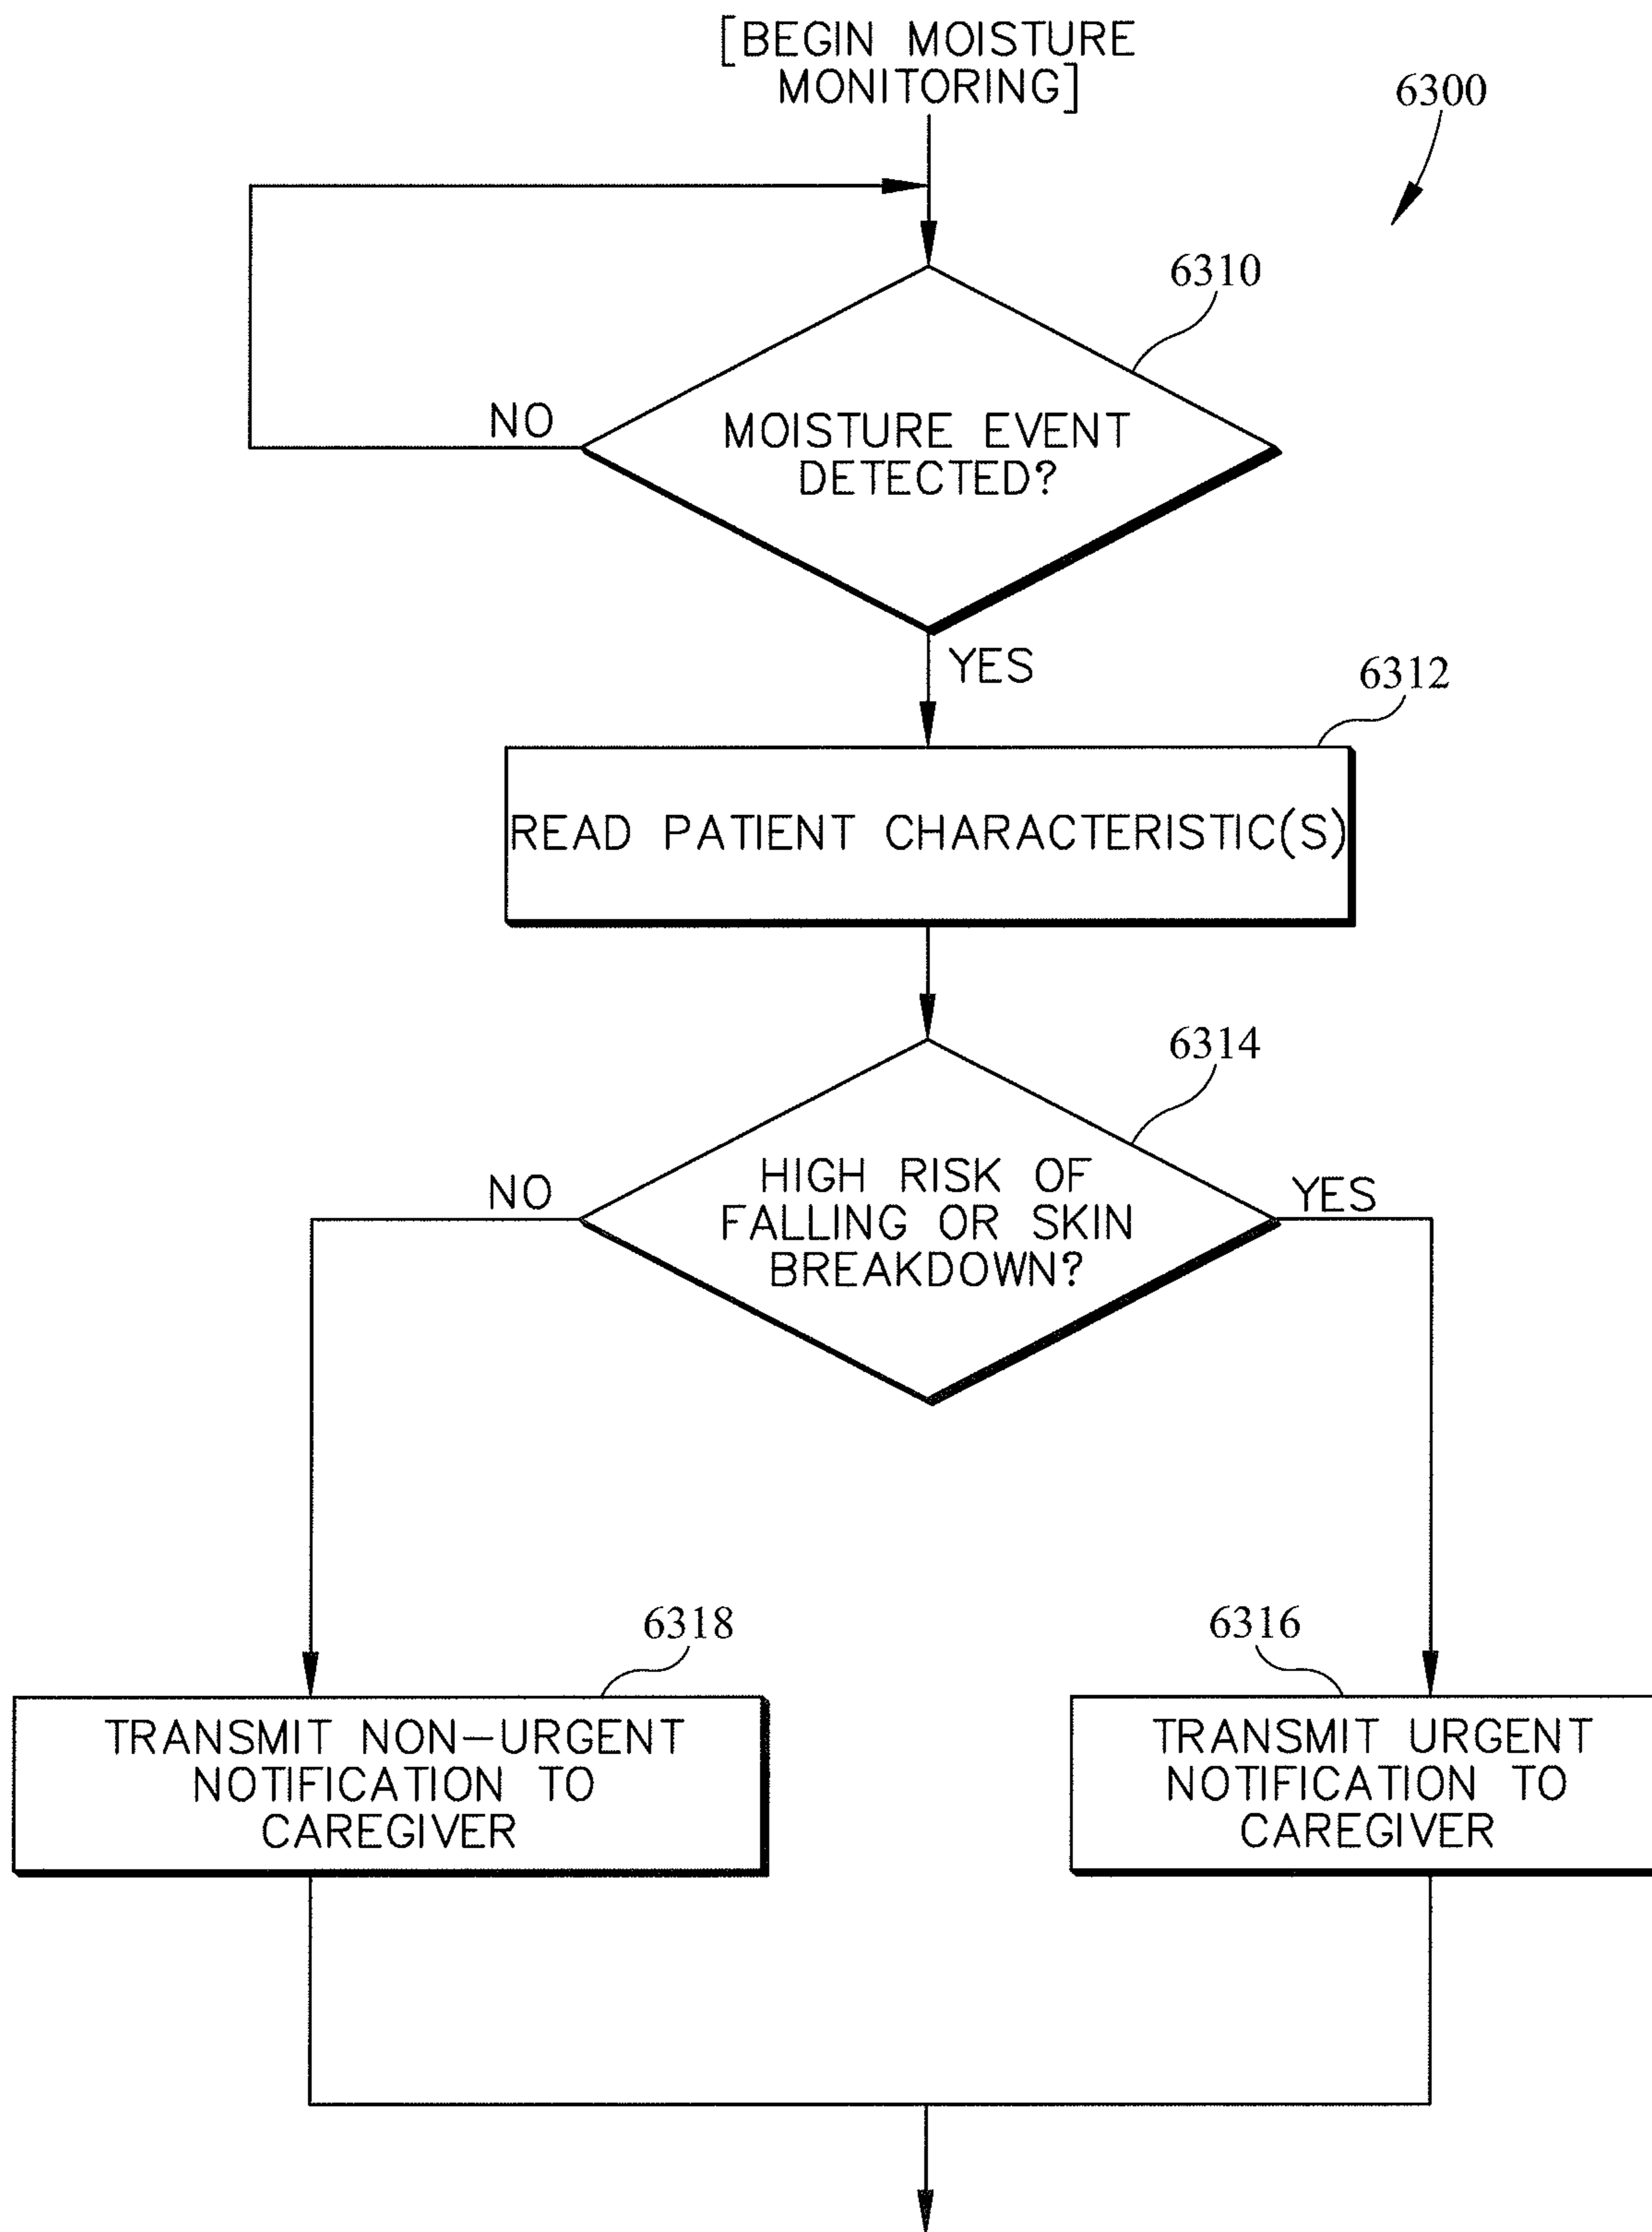 [BEGIN MOISTURE
MONITORING]
6300
6310
NO
MOISTURE EVENT
DETECTED?
YES
6312
READ PATIENT CHARACTERISTIC(S)
6314
NO
HIGH RISK OF
FALLING OR SKIN
BREAKDOWN?
YES
6318
TRANSMIT NON-URGENT
NOTIFICATION TO
CAREGIVER
6316
TRANSMIT URGENT
NOTIFICATION TO
CAREGIVER